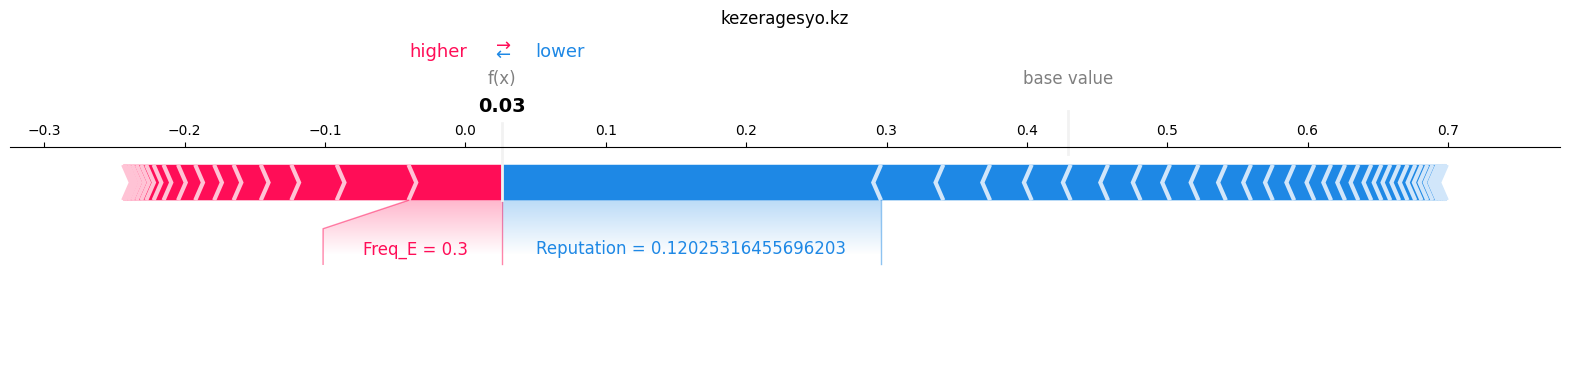 kezeragesyo.kz
higher ⇄ lower
f(x) base value
0.03
−0.3 −0.2 −0.1 0.0 0.1 0.2 0.3 0.4 0.5 0.6 0.7
Freq_E = 0.3 Reputation = 0.12025316455696203